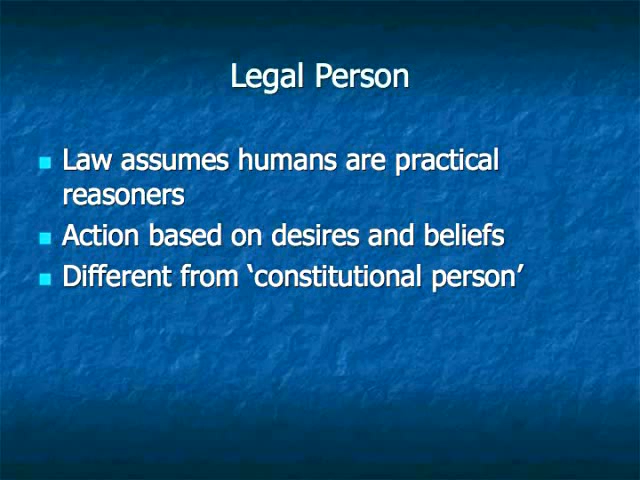 Legal Person
Law assumes humans are practical
reasoners
Action based on desires and beliefs
Different from ‘constitutional person’